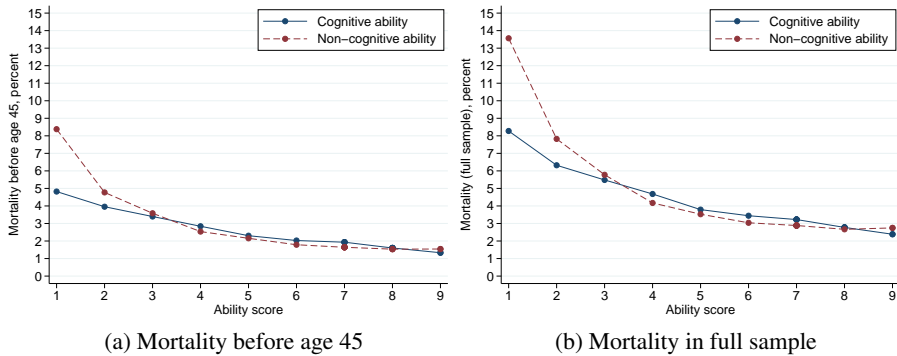 Mortality before age 45, percent
15
14
13
12
11
10
9
8
7
6
5
4
3
2
1
0
Cognitive ability
Non−cognitive ability
1 2 3 4 5 6 7 8 9
Ability score
(a) Mortality before age 45
Mortality (full sample), percent
15
14
13
12
11
10
9
8
7
6
5
4
3
2
1
0
Cognitive ability
Non−cognitive ability
1 2 3 4 5 6 7 8 9
Ability score
(b) Mortality in full sample